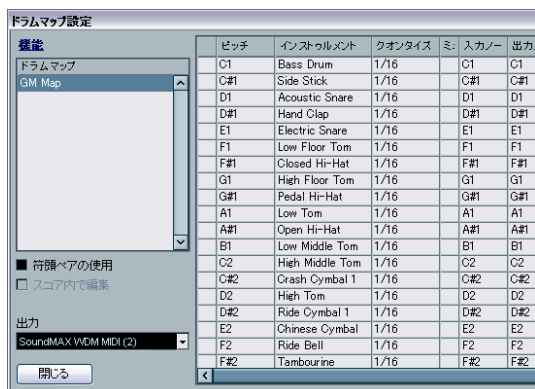 ドラムマップ設定
機能
ドラムマップ
GM Map
符頭ペアの使用
スコア内で編集
出力
SoundMAX WDM MIDI (2)
閉じる
ピッチ インストゥルメント クオンタイズ ミ: 入力ノー 出力
C1 Bass Drum 1/16 C1 C1
C#1 Side Stick 1/16 C#1 C#1
D1 Acoustic Snare 1/16 D1 D1
D#1 Hand Clap 1/16 D#1 D#1
E1 Electric Snare 1/16 E1 E1
F1 Low Floor Tom 1/16 F1 F1
F#1 Closed Hi-Hat 1/16 F#1 F#1
G1 High Floor Tom 1/16 G1 G1
G#1 Pedal Hi-Hat 1/16 G#1 G#1
A1 Low Tom 1/16 A1 A1
A#1 Open Hi-Hat 1/16 A#1 A#1
B1 Low Middle Tom 1/16 B1 B1
C2 High Middle Tom 1/16 C2 C2
C#2 Crash Cymbal 1 1/16 C#2 C#2
D2 High Tom 1/16 D2 D2
D#2 Ride Cymbal 1 1/16 D#2 D#2
E2 Chinese Cymbal 1/16 E2 E2
F2 Ride Bell 1/16 F2 F2
F#2 Tambourine 1/16 F#2 F#2